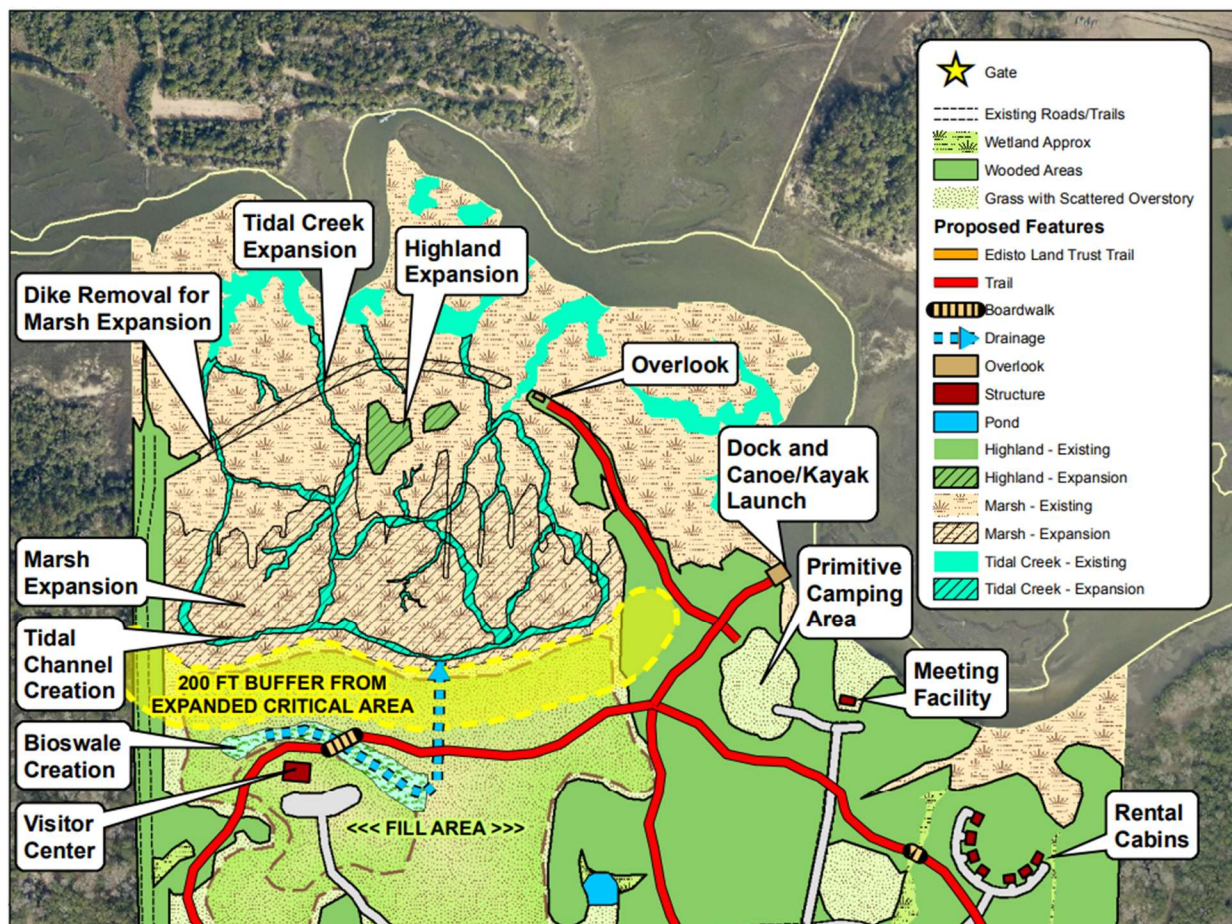 Tidal Creek
Expansion
Highland
Expansion
Dike Removal for
Marsh Expansion
Overlook
Dock and
Canoe/Kayak
Launch
Marsh
Expansion
Primitive
Camping
Area
Tidal
Channel
Creation
Meeting
Facility
200 FT BUFFER FROM
EXPANDED CRITICAL AREA
Bioswale
Creation
Visitor
Center
<<< FILL AREA >>>
Rental
Cabins
Gate
Existing Roads/Trails
Wetland Approx
Wooded Areas
Grass with Scattered Overstory
Proposed Features
Edisto Land Trust Trail
Trail
Boardwalk
Drainage
Overlook
Structure
Pond
Highland - Existing
Highland - Expansion
Marsh - Existing
Marsh - Expansion
Tidal Creek - Existing
Tidal Creek - Expansion